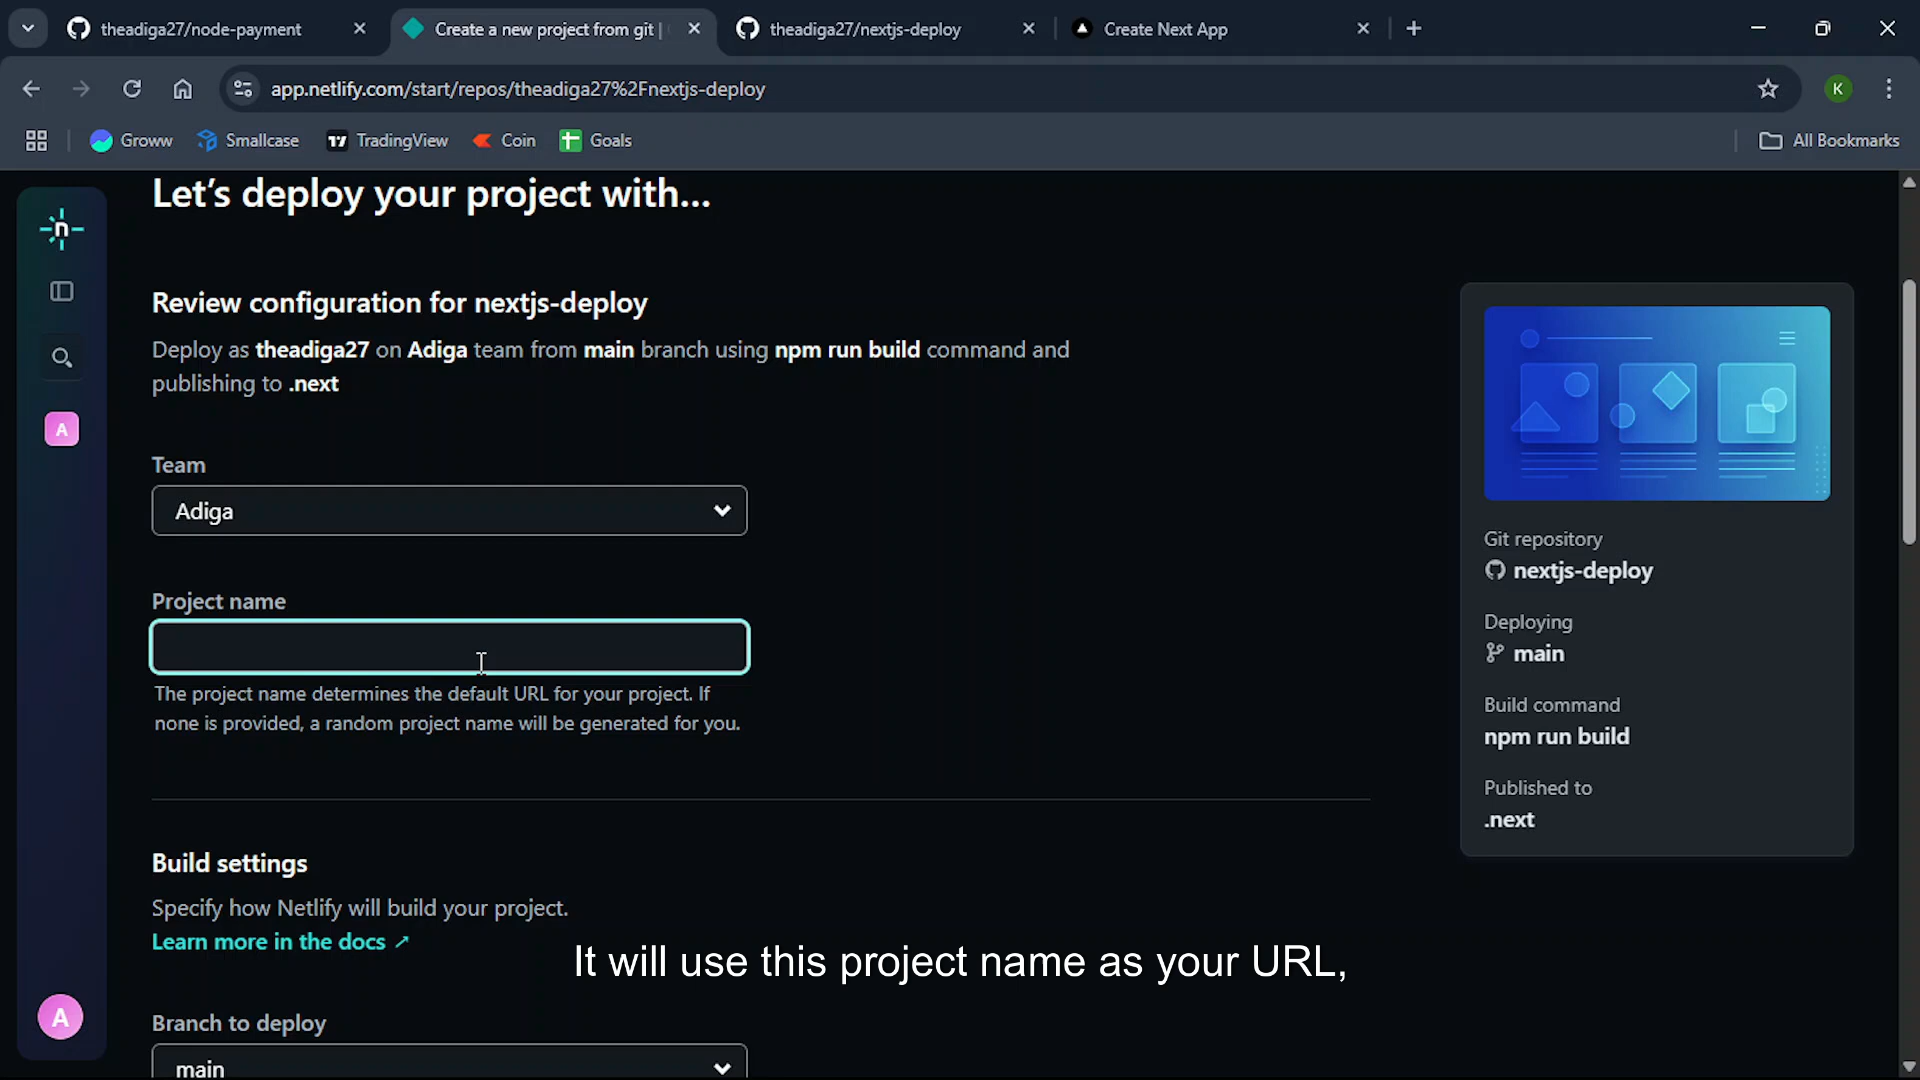 theadiga27/node-payment
Create a new project from git |
theadiga27/nextjs-deploy
Create Next App
app.netlify.com/start/repos/theadiga27%2Fnextjs-deploy
K
Groww
Smallcase
TradingView
Coin
Goals
All Bookmarks
n
A
A
Let's deploy your project with...
Review configuration for nextjs-deploy
Deploy as theadiga27 on Adiga team from main branch using npm run build command and
publishing to .next
Team
Adiga
Project name
The project name determines the default URL for your project. If
none is provided, a random project name will be generated for you.
Build settings
Specify how Netlify will build your project.
Learn more in the docs ↗
Branch to deploy
main
Git repository
nextjs-deploy
Deploying
main
Build command
npm run build
Published to
.next
It will use this project name as your URL,